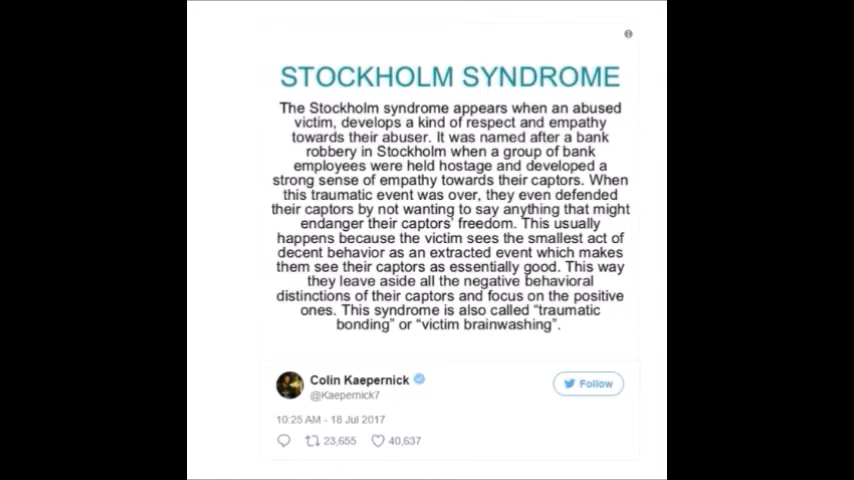 STOCKHOLM SYNDROME
The Stockholm syndrome appears when an abused
victim, develops a kind of respect and empathy
towards their abuser. It was named after a bank
robbery in Stockholm when a group of bank
employees were held hostage and developed a
strong sense of empathy towards their captors. When
this traumatic event was over, they even defended
their captors by not wanting to say anything that might
endanger their captors' freedom. This usually
happens because the victim sees the smallest act of
decent behavior as an extracted event which makes
them see their captors as essentially good. This way
they leave aside all the negative behavioral
distinctions of their captors and focus on the positive
ones. This syndrome is also called “traumatic
bonding” or “victim brainwashing”.
Colin Kaepernick
Follow
@Kaepernick7
10:25 AM - 18 Jul 2017
23,655 40,637